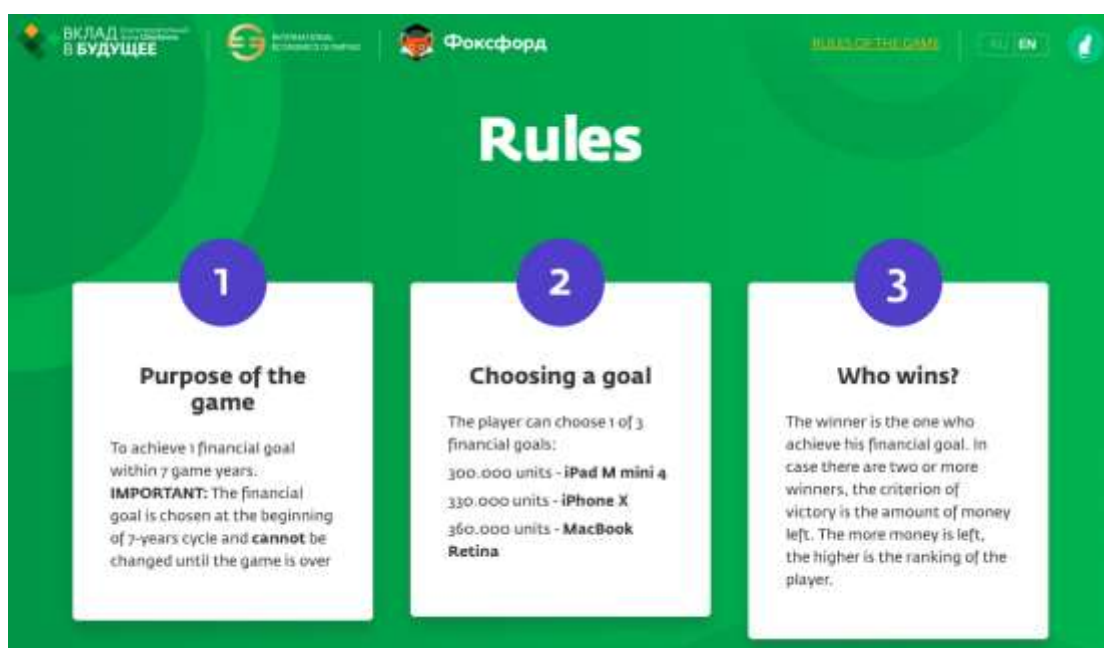 ВКЛАД
В БУДУЩЕЕ
INTERNATIONAL
ECONOMICS OLYMPIAD
Фоксфорд
RULES OF THE GAME
RU EN
Rules
1
Purpose of the
game
To achieve 1 financial goal
within 7 game years.
IMPORTANT: The financial
goal is chosen at the beginning
of 7-years cycle and cannot be
changed until the game is over
2
Choosing a goal
The player can choose 1 of 3
financial goals:
300.000 units - iPad M mini 4
330.000 units - iPhone X
360.000 units - MacBook
Retina
3
Who wins?
The winner is the one who
achieve his financial goal. In
case there are two or more
winners, the criterion of
victory is the amount of money
left. The more money is left,
the higher is the ranking of the
player.